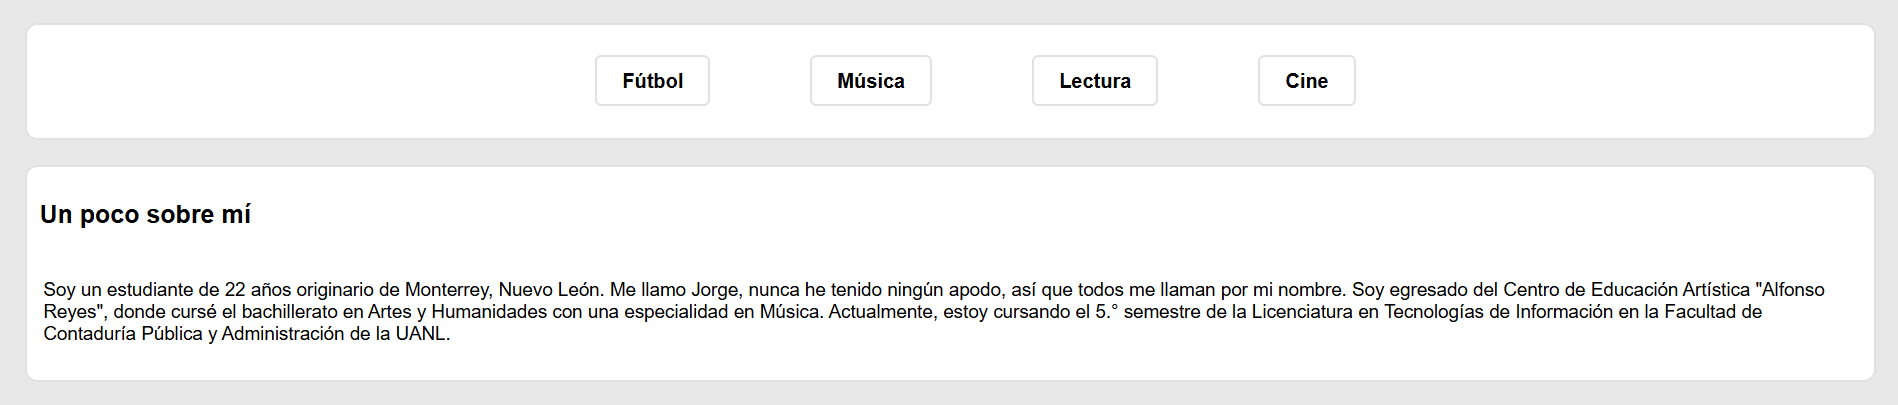 Fútbol Música Lectura Cine
Un poco sobre mí
Soy un estudiante de 22 años originario de Monterrey, Nuevo León. Me llamo Jorge, nunca he tenido ningún apodo, así que todos me llaman por mi nombre. Soy egresado del Centro de Educación Artística "Alfonso
Reyes", donde cursé el bachillerato en Artes y Humanidades con una especialidad en Música. Actualmente, estoy cursando el 5.° semestre de la Licenciatura en Tecnologías de Información en la Facultad de
Contaduría Pública y Administración de la UANL.